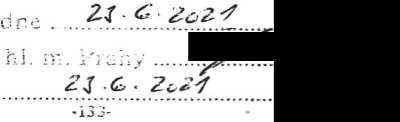 dne ..... 23.6.2021
hl. m. Prahy .....
23.6.2021
-133-